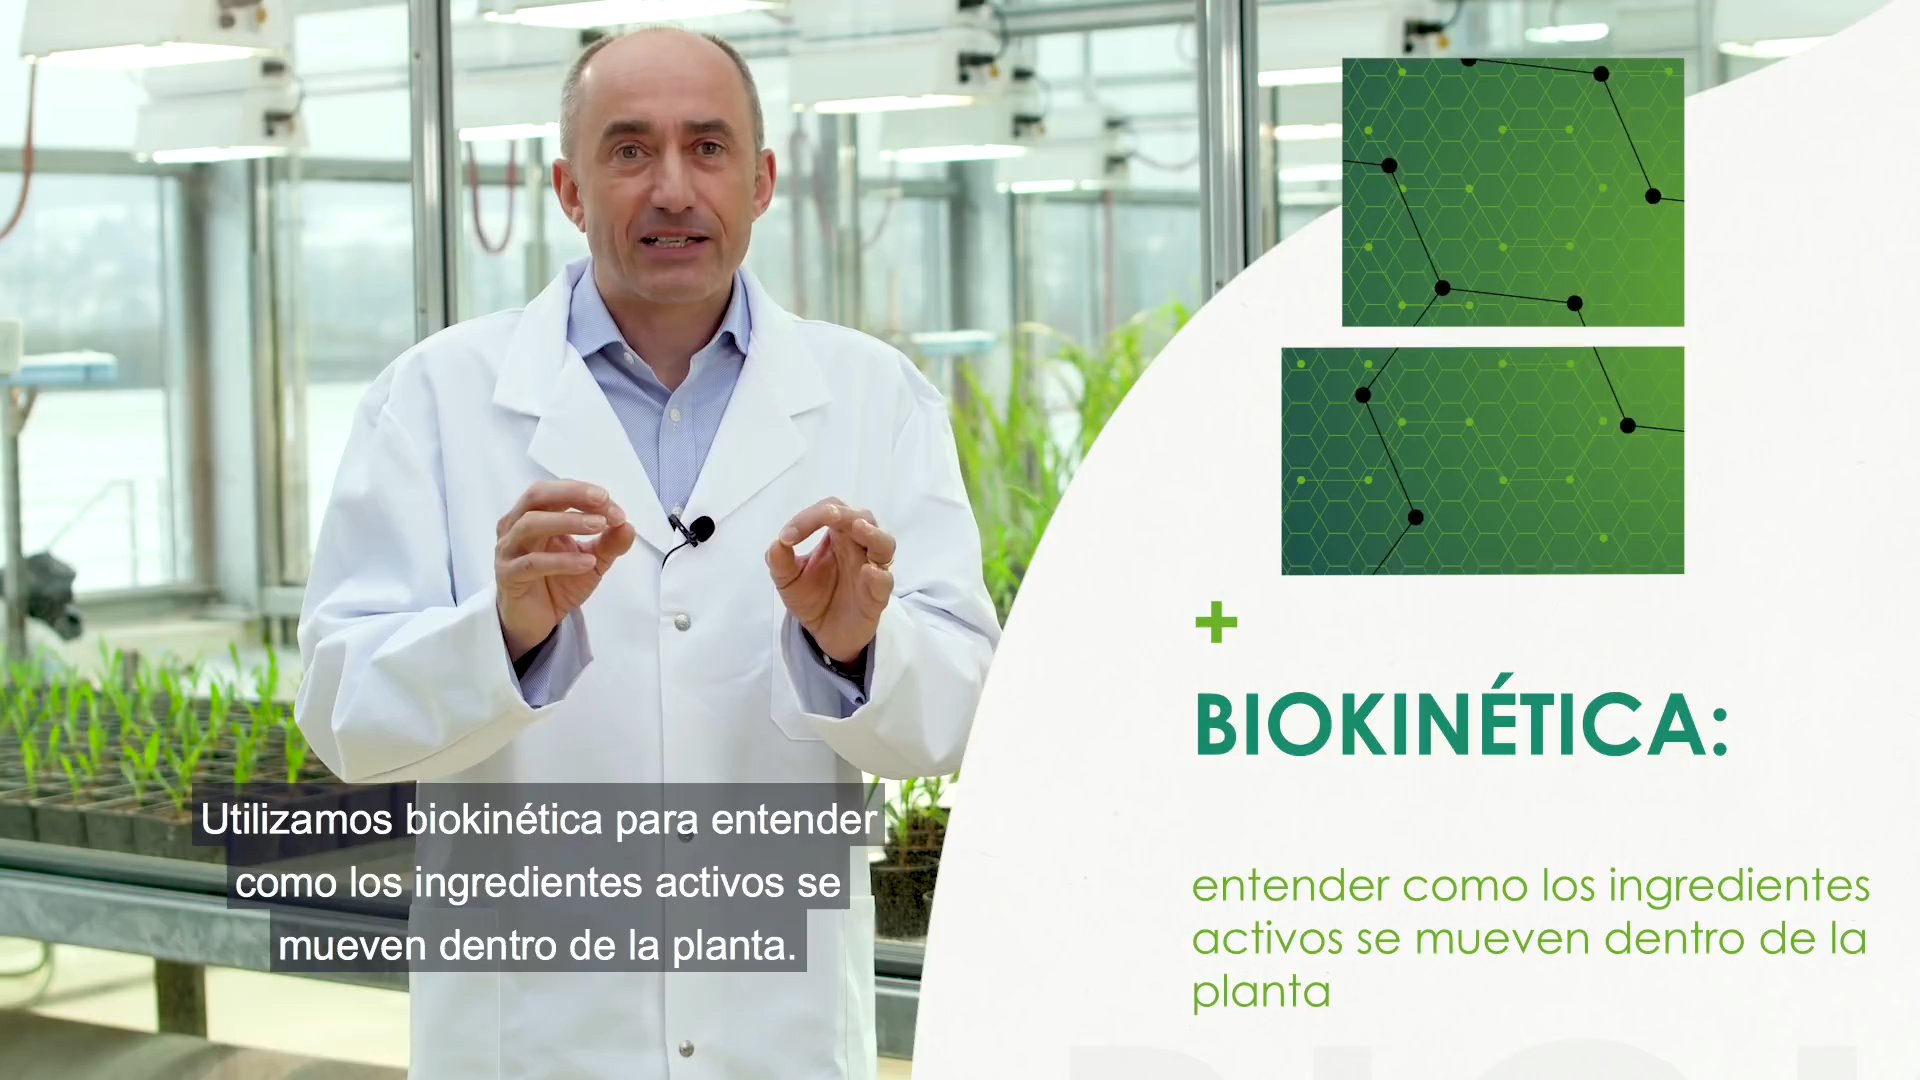 Utilizamos biokinética para entender
como los ingredientes activos se
mueven dentro de la planta.
+
BIOKINÉTICA:
entender como los ingredientes
activos se mueven dentro de la
planta